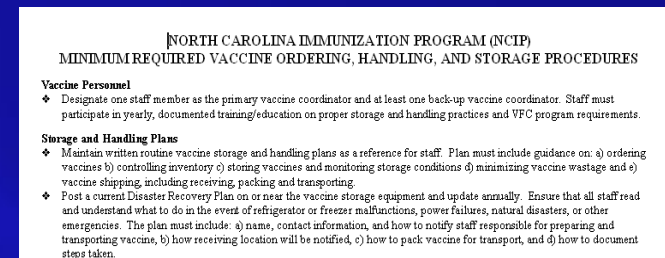 NORTH CAROLINA IMMUNIZATION PROGRAM (NCIP)
MINIMUM REQUIRED VACCINE ORDERING, HANDLING, AND STORAGE PROCEDURES
Vaccine Personnel
❖ Designate one staff member as the primary vaccine coordinator and at least one back-up vaccine coordinator. Staff must
participate in yearly, documented training/education on proper storage and handling practices and VFC program requirements.
Storage and Handling Plans
❖ Maintain written routine vaccine storage and handling plans as a reference for staff. Plan must include guidance on: a) ordering
vaccines b) controlling inventory c) storing vaccines and monitoring storage conditions d) minimizing vaccine wastage and e)
vaccine shipping, including receiving, packing and transporting.
❖ Post a current Disaster Recovery Plan on or near the vaccine storage equipment and update annually. Ensure that all staff read
and understand what to do in the event of refrigerator or freezer malfunctions, power failures, natural disasters, or other
emergencies. The plan must include: a) name, contact information, and how to notify staff responsible for preparing and
transporting vaccine, b) how receiving location will be notified, c) how to pack vaccine for transport, and d) how to document
steps taken.